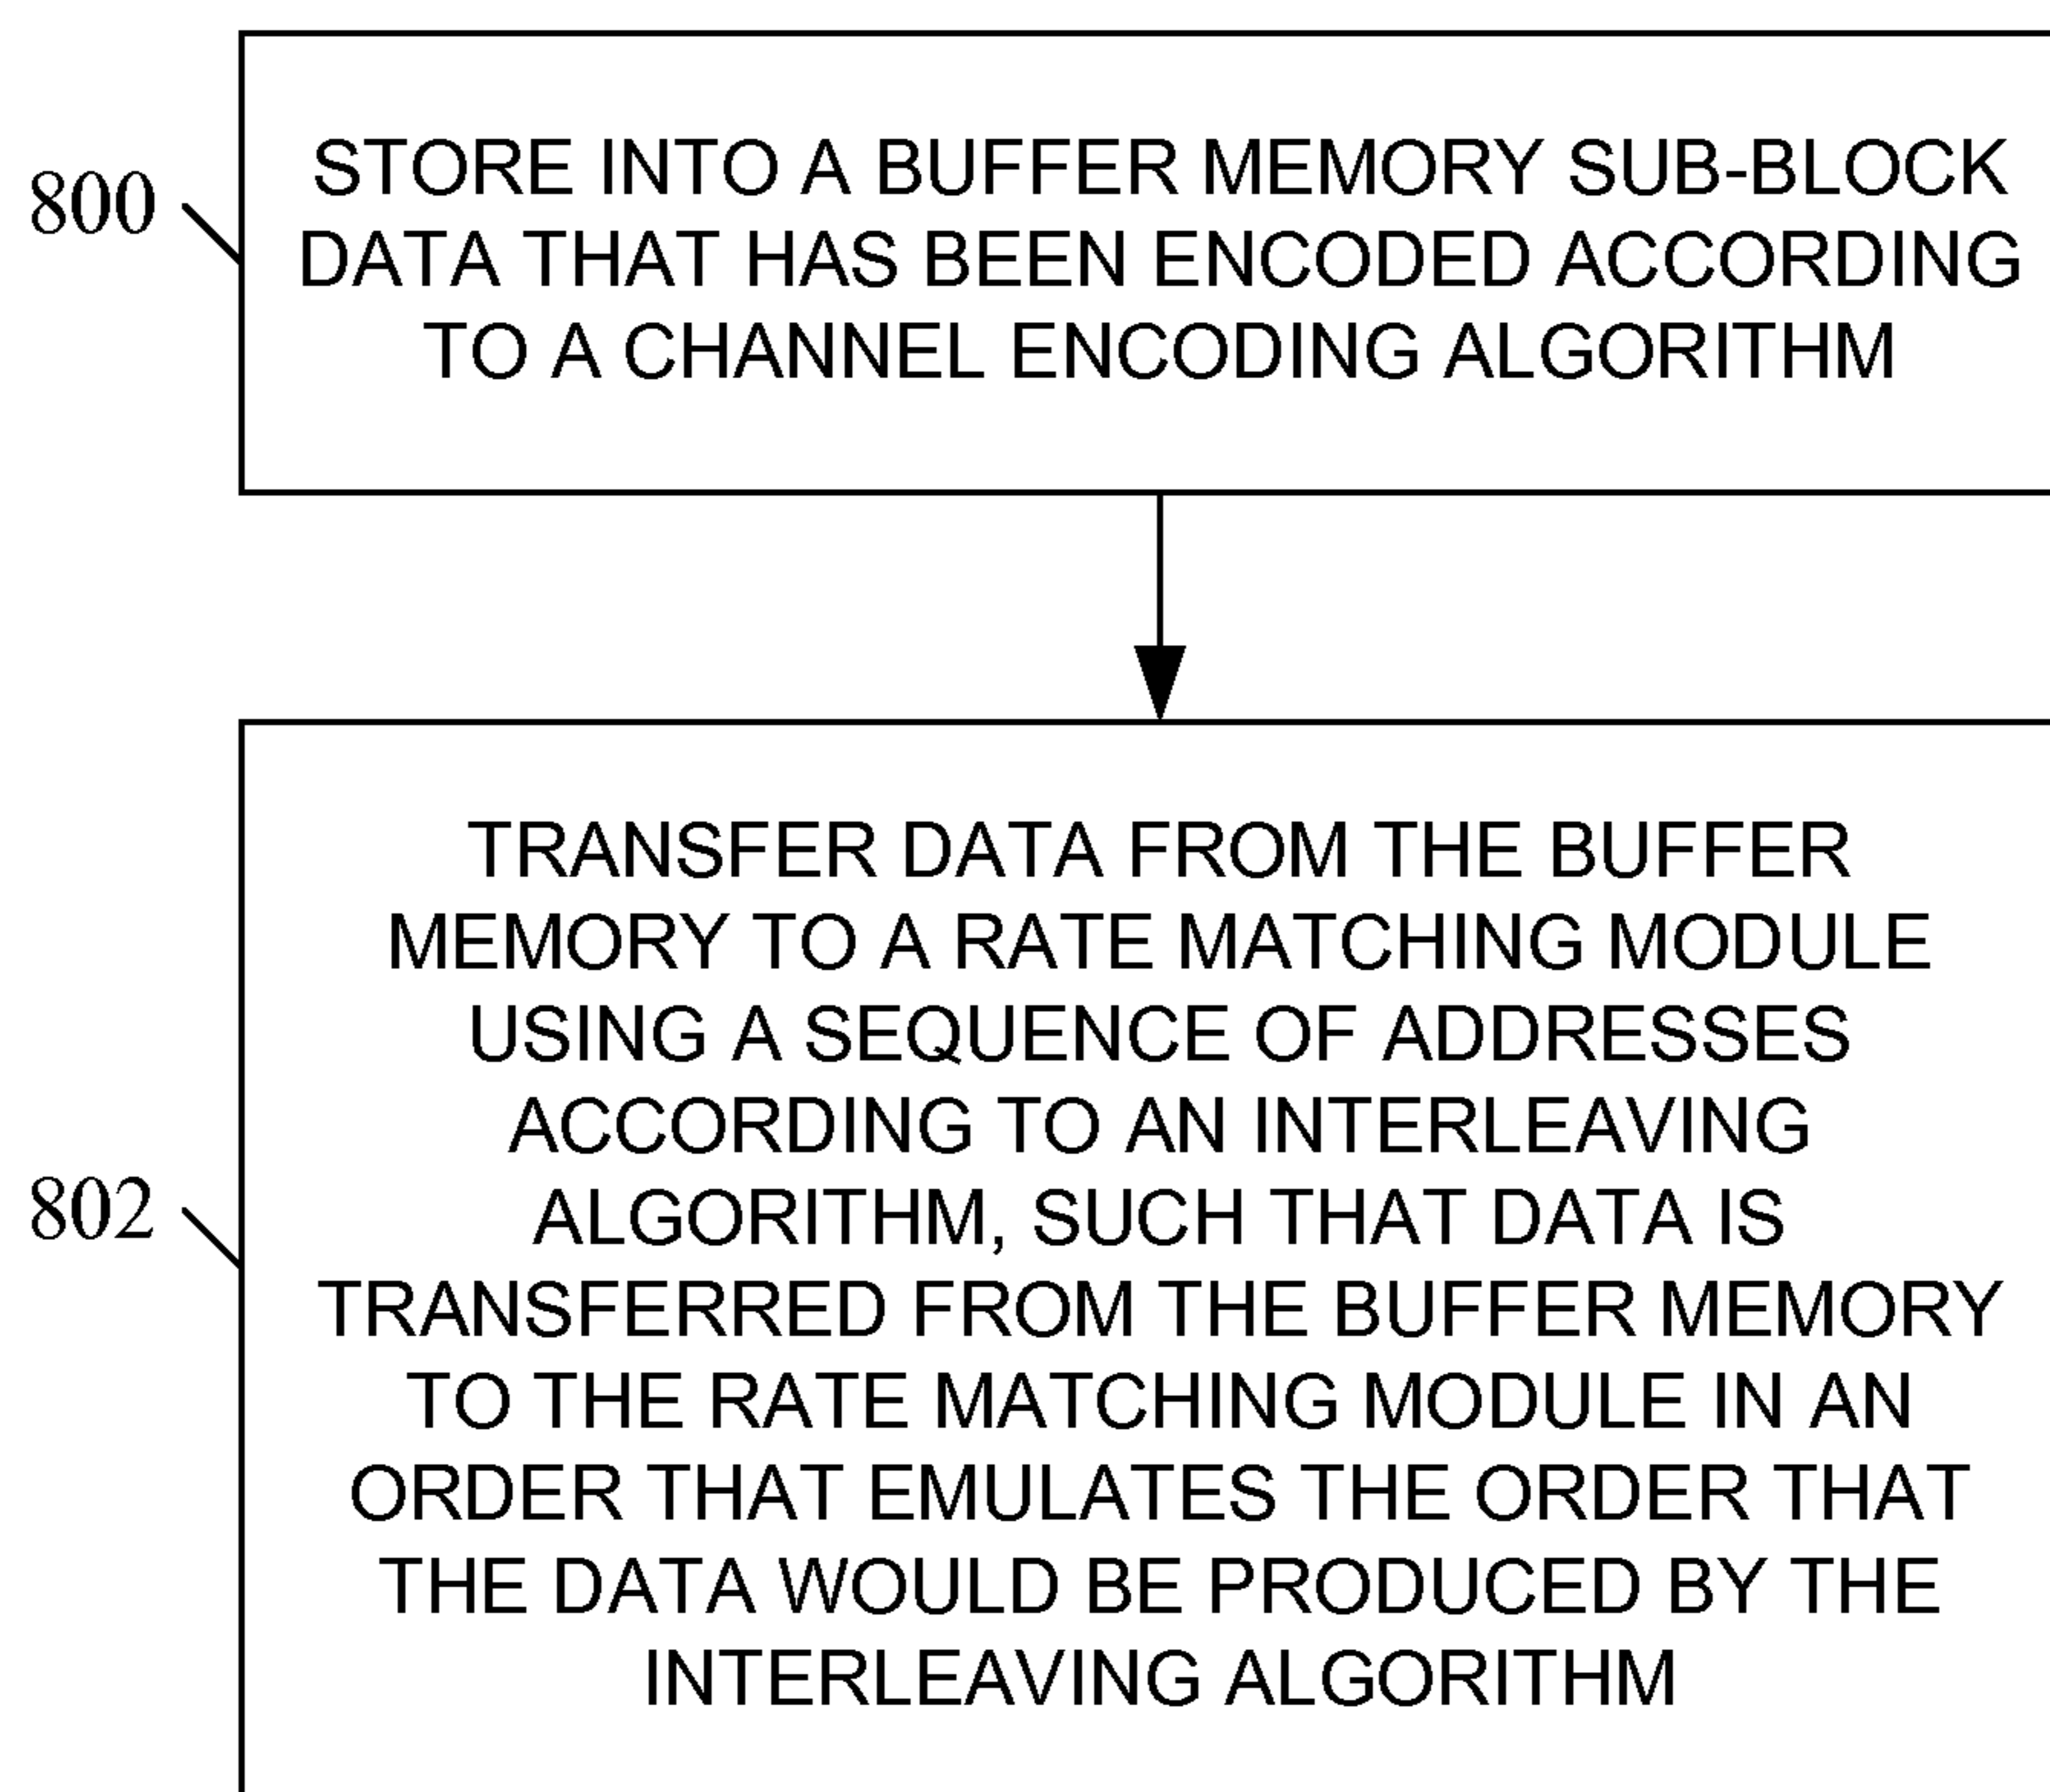 800
STORE INTO A BUFFER MEMORY SUB-BLOCK
DATA THAT HAS BEEN ENCODED ACCORDING
TO A CHANNEL ENCODING ALGORITHM
802
TRANSFER DATA FROM THE BUFFER
MEMORY TO A RATE MATCHING MODULE
USING A SEQUENCE OF ADDRESSES
ACCORDING TO AN INTERLEAVING
ALGORITHM, SUCH THAT DATA IS
TRANSFERRED FROM THE BUFFER MEMORY
TO THE RATE MATCHING MODULE IN AN
ORDER THAT EMULATES THE ORDER THAT
THE DATA WOULD BE PRODUCED BY THE
INTERLEAVING ALGORITHM